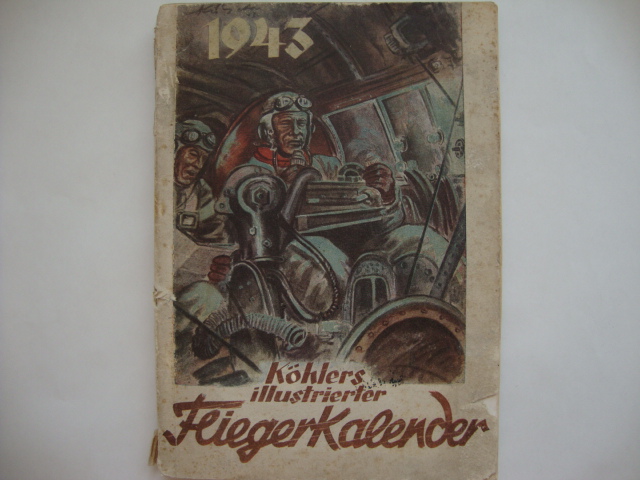 1943
Köhlers
illustrierter
FliegerKalender